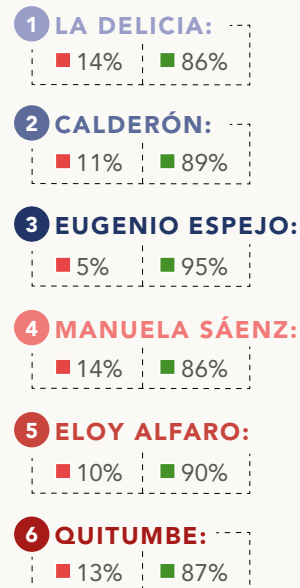 1 LA DELICIA:
14% 86%
2 CALDERÓN:
11% 89%
3 EUGENIO ESPEJO:
5% 95%
4 MANUELA SÁENZ:
14% 86%
5 ELOY ALFARO:
10% 90%
6 QUITUMBE:
13% 87%